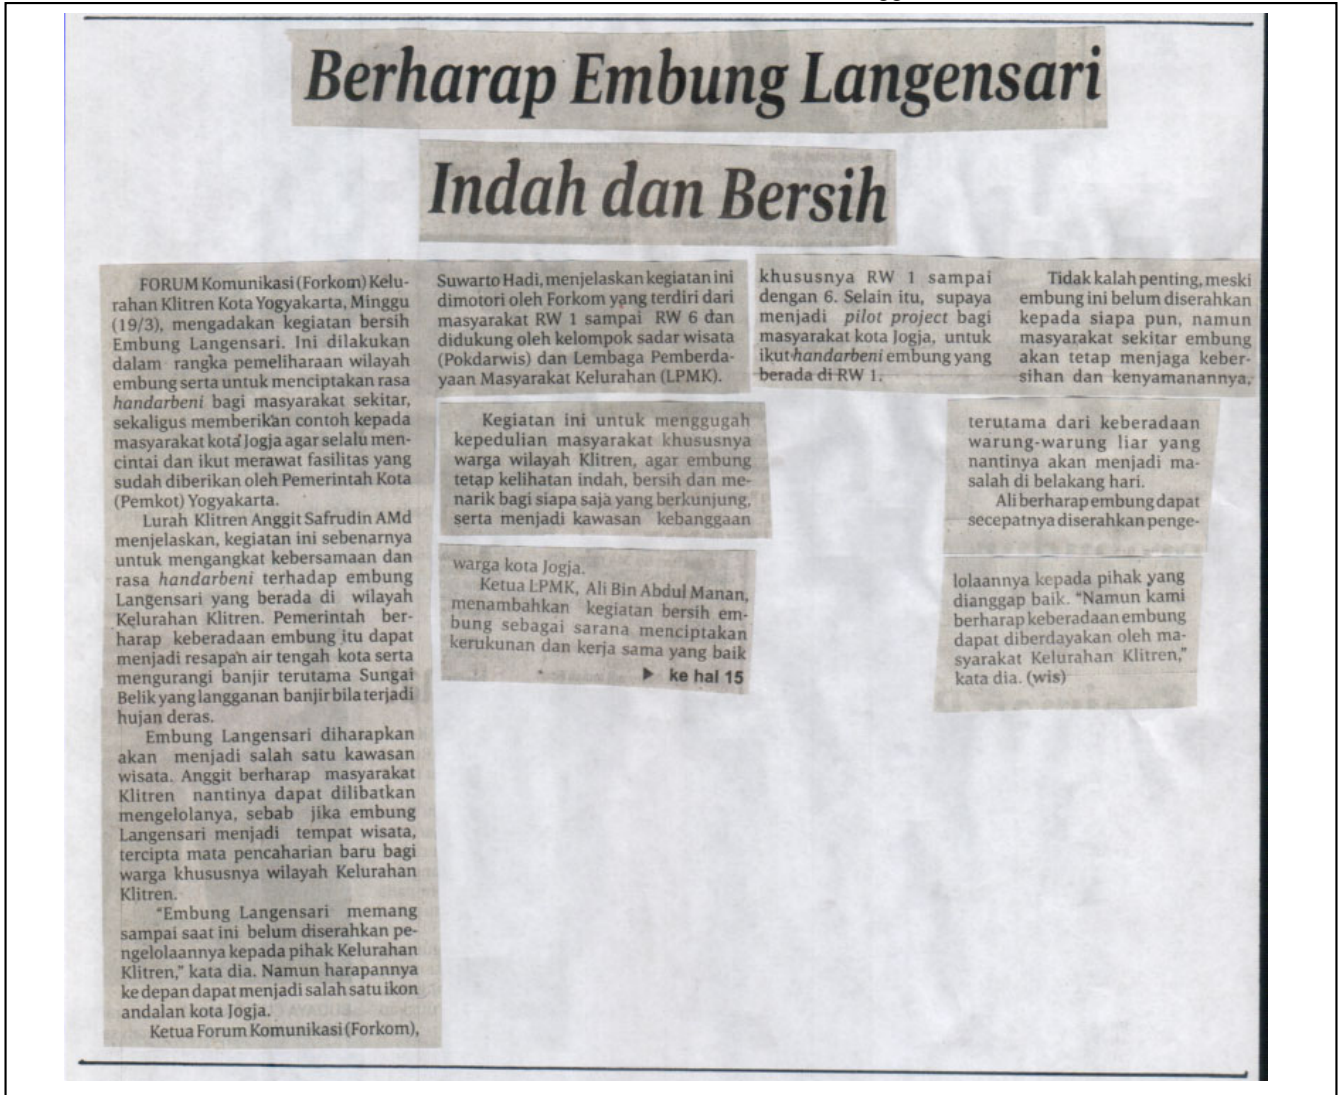 Berharap Embung Langensari
Indah dan Bersih
FORUM Komunikasi (Forkom) Kelu-
rahan Klitren Kota Yogyakarta, Minggu
(19/3), mengadakan kegiatan bersih
Embung Langensari. Ini dilakukan
dalam rangka pemeliharaan wilayah
embung serta untuk menciptakan rasa
handarbeni bagi masyarakat sekitar,
sekaligus memberikan contoh kepada
masyarakat kota Jogja agar selalu men-
cintai dan ikut merawat fasilitas yang
sudah diberikan oleh Pemerintah Kota
(Pemkot) Yogyakarta.
Lurah Klitren Anggit Safrudin AMd
menjelaskan, kegiatan ini sebenarnya
untuk mengangkat kebersamaan dan
rasa handarbeni terhadap embung
Langensari yang berada di wilayah
Kelurahan Klitren. Pemerintah ber-
harap keberadaan embung itu dapat
menjadi resapan air tengah kota serta
mengurangi banjir terutama Sungai
Belik yang langganan banjir bila terjadi
hujan deras.
Embung Langensari diharapkan
akan menjadi salah satu kawasan
wisata. Anggit berharap masyarakat
Klitren nantinya dapat dilibatkan
mengelolanya, sebab jika embung
Langensari menjadi tempat wisata,
tercipta mata pencaharian baru bagi
warga khususnya wilayah Kelurahan
Klitren.
"Embung Langensari memang
sampai saat ini belum diserahkan pe-
ngelolaannya kepada pihak Kelurahan
Klitren," kata dia. Namun harapannya
ke depan dapat menjadi salah satu ikon
andalan kota Jogja.
Ketua Forum Komunikasi (Forkom),
Suwarto Hadi, menjelaskan kegiatan ini
dimotori oleh Forkom yang terdiri dari
masyarakat RW 1 sampai RW 6 dan
didukung oleh kelompok sadar wisata
(Pokdarwis) dan Lembaga Pemberda-
yaan Masyarakat Kelurahan (LPMK).
Kegiatan ini untuk menggugah
kepedulian masyarakat khususnya
warga wilayah Klitren, agar embung
tetap kelihatan indah, bersih dan me-
narik bagi siapa saja yang berkunjung,
serta menjadi kawasan kebanggaan
warga kota Jogja.
Ketua LPMK, Ali Bin Abdul Manan,
menambahkan kegiatan bersih em-
bung sebagai sarana menciptakan
kerukunan dan kerja sama yang baik
▶ ke hal 15
khususnya RW 1 sampai
dengan 6. Selain itu, supaya
menjadi pilot project bagi
masyarakat kota Jogja, untuk
ikut handarbeni embung yang
berada di RW 1.
Tidak kalah penting, meski
embung ini belum diserahkan
kepada siapa pun, namun
masyarakat sekitar embung
akan tetap menjaga keber-
sihan dan kenyamanannya,
terutama dari keberadaan
warung-warung liar yang
nantinya akan menjadi ma-
salah di belakang hari.
Ali berharap embung dapat
secepatnya diserahkan penge-
lolaannya kepada pihak yang
dianggap baik. "Namun kami
berharap keberadaan embung
dapat diberdayakan oleh ma-
syarakat Kelurahan Klitren,"
kata dia. (wis)